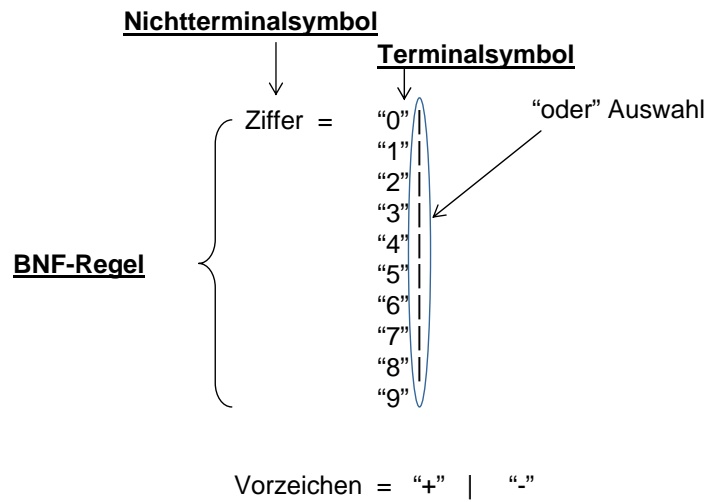 Nichtterminalsymbol
Terminalsymbol
Ziffer = “0” | “oder” Auswahl
“1” |
“2” |
“3” |
“4” |
BNF-Regel
“5” |
“6” |
“7” |
“8” |
“9”
Vorzeichen = “+” | “-”